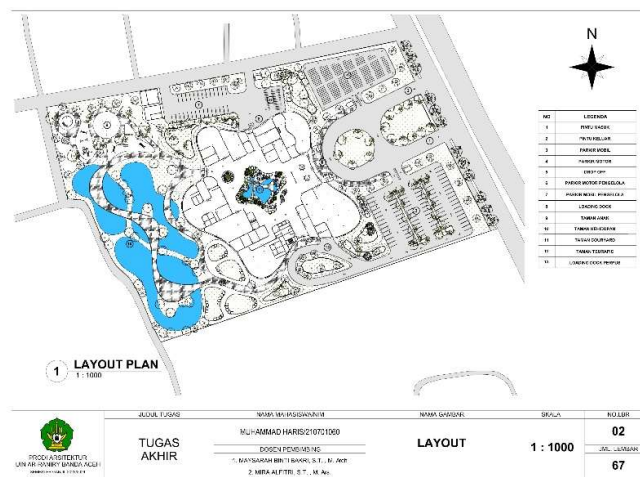 N
NO LEGENDA
1 PINTU MASUK
2 PINTU KELUAR
3 PARKIR MOBIL
4 PARKIR MOTOR
5 DROP OFF
6 PARKIR MOTOR PENGELOLA
7 PARKIR MOBIL PENGELOLA
8 LOADING DOCK
9 TAMAN ANAK
10 TAMAN
11 TAMAN COURYARD
12 TAMAN
13 LOADING DOCK
1 LAYOUT PLAN
1 : 1000
PRODI ARSITEKTUR
UIN AR-RANIRY BANDA ACEH
JUDUL TUGAS
TUGAS
AKHIR
NAMA MAHASISWA/NIM
MUHAMMAD HARIS/210701060
DOSEN PEMBIMBING
1. MAYSARAH BINTI BAKRI, S.T., M. Arch
2. MIRA ALFITRI, S.T., M. Ars.
NAMA GAMBAR
LAYOUT
SKALA
1 : 1000
NO.LBR
02
JML. LEMBAR
67